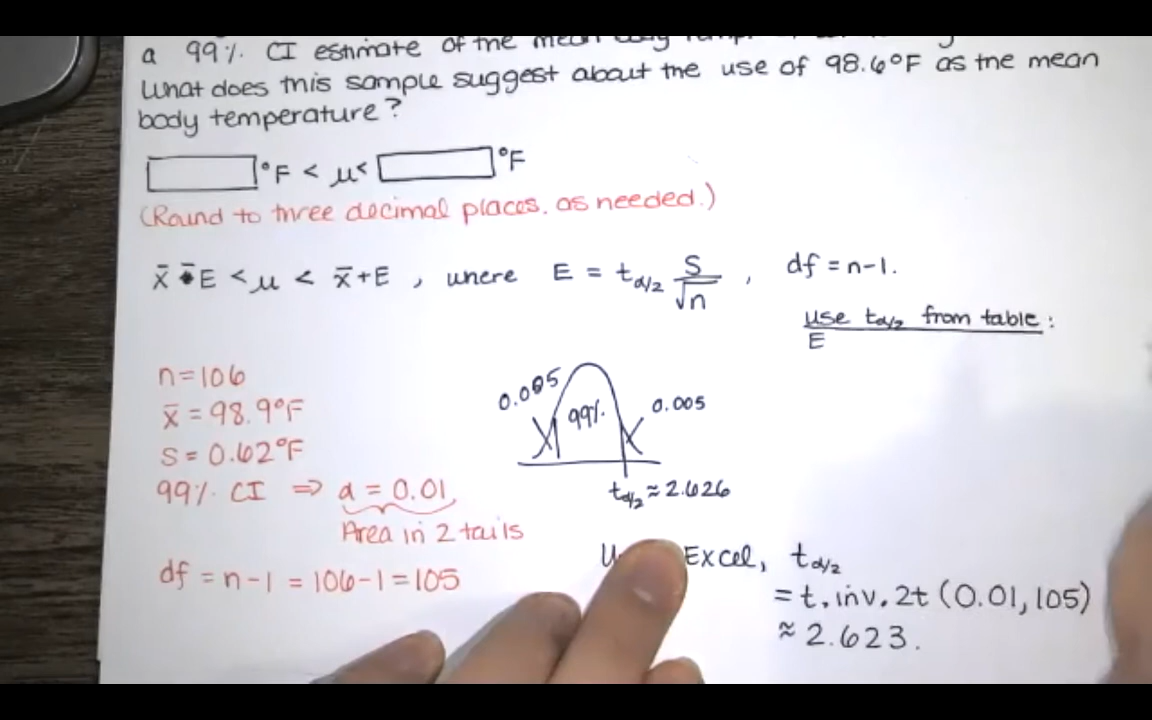 a 99% CI estimate of the mean body temp.
What does this sample suggest about the use of 98.6°F as the mean
body temperature?
°F < μ < °F
(Round to three decimal places, as needed.)
x̄ - E < μ < x̄ + E , where E = tα/2 S/√n , df = n-1.
use tα/2 from table:
E
n = 106
x̄ = 98.9°F
s = 0.62°F
99% CI ⇒ α = 0.01,
Area in 2 tails
df = n - 1 = 106 - 1 = 105
0.005
99%
0.005
tα/2 ≈ 2.626
Excel, tα/2
= t.inv.2t (0.01, 105)
≈ 2.623.